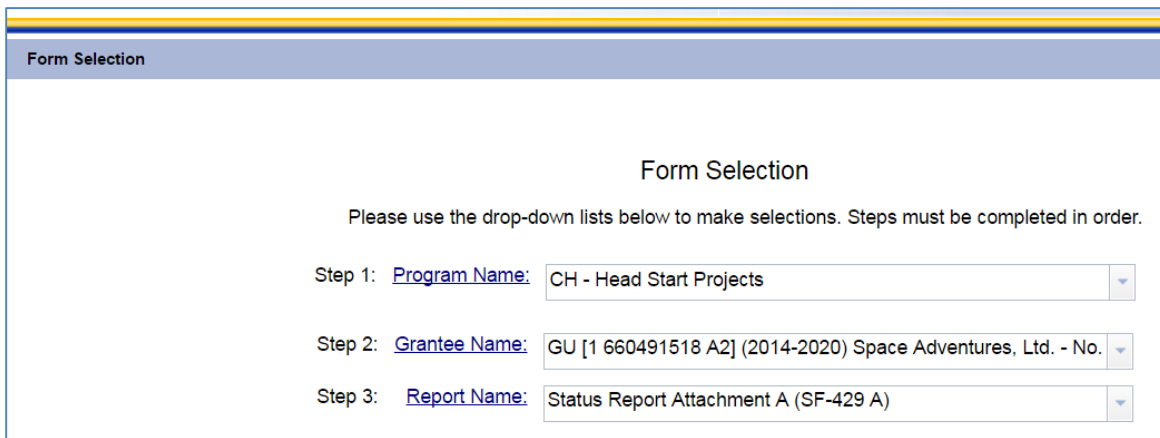 Form Selection
Form Selection
Please use the drop-down lists below to make selections. Steps must be completed in order.
Step 1: Program Name: CH - Head Start Projects
Step 2: Grantee Name: GU [1 660491518 A2] (2014-2020) Space Adventures, Ltd. - No.
Step 3: Report Name: Status Report Attachment A (SF-429 A)